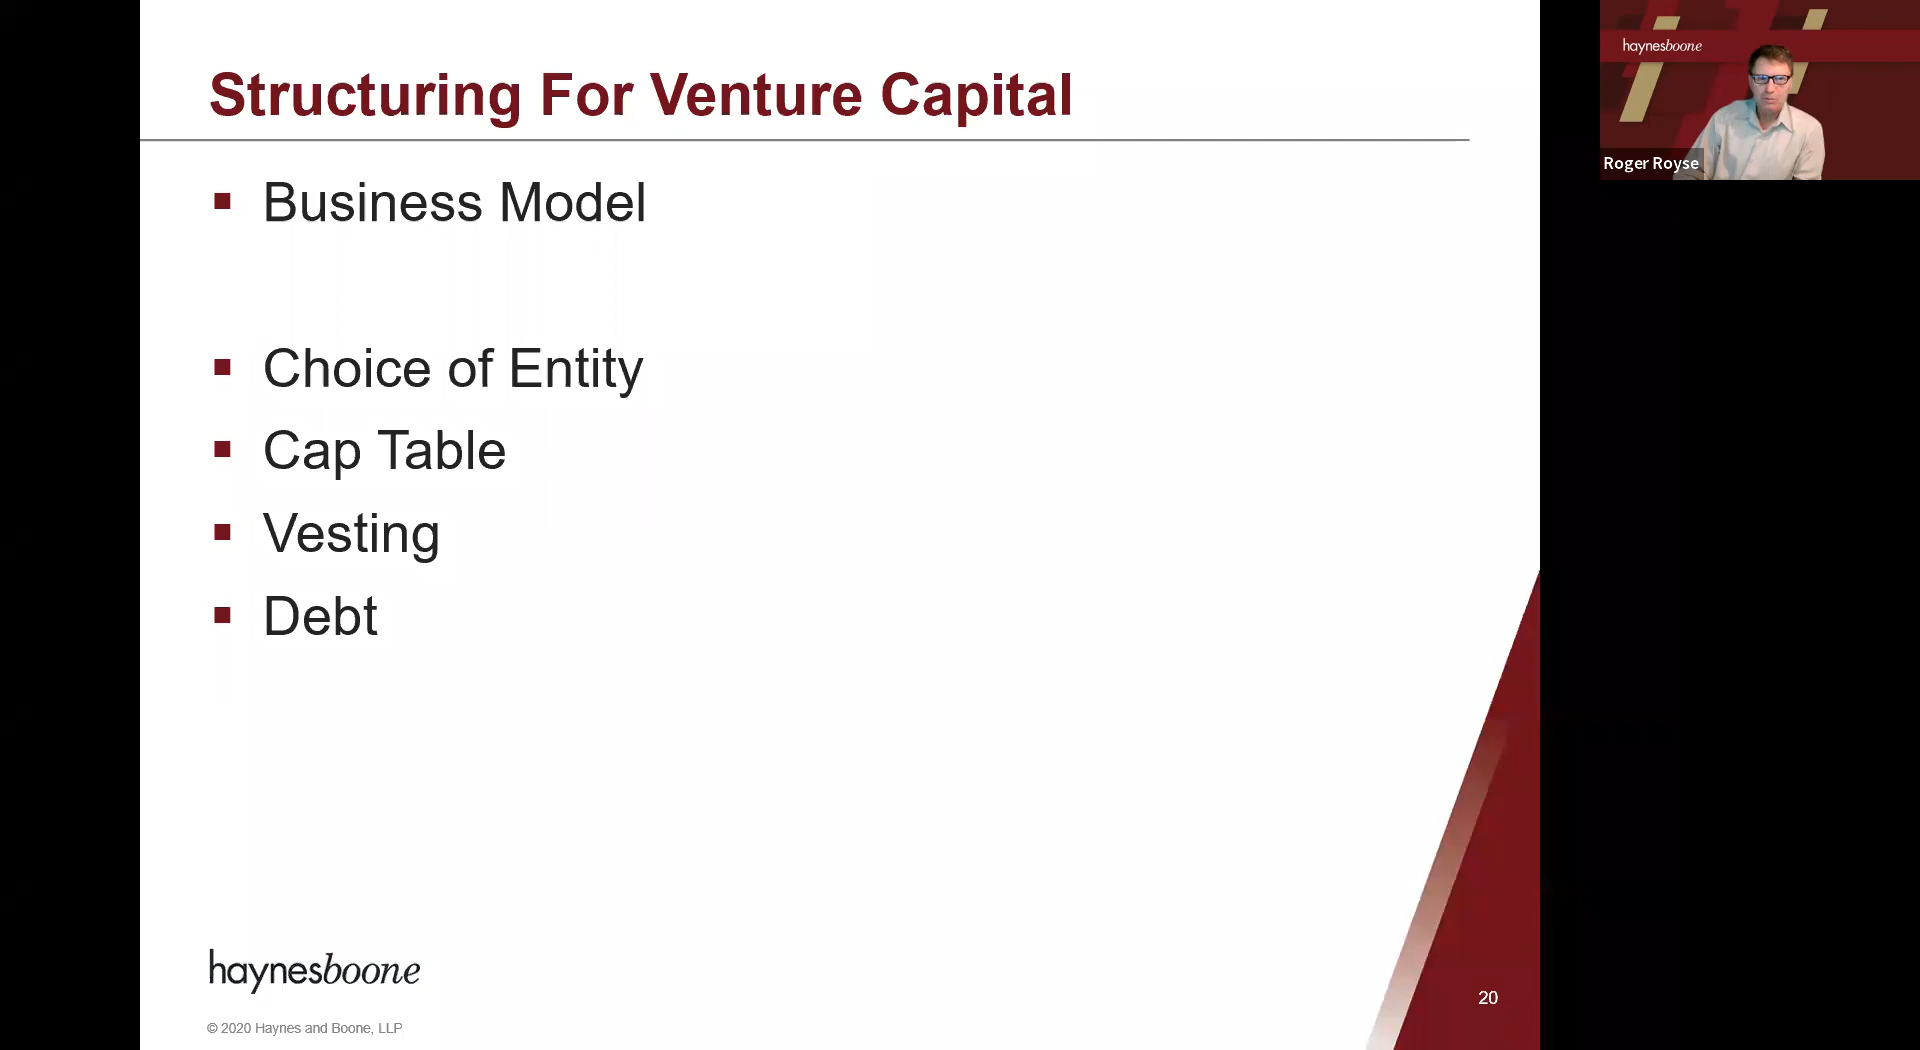 Structuring For Venture Capital
Business Model
Choice of Entity
Cap Table
Vesting
Debt
haynesboone
© 2020 Haynes and Boone, LLP
20
haynesboone
Roger Royse